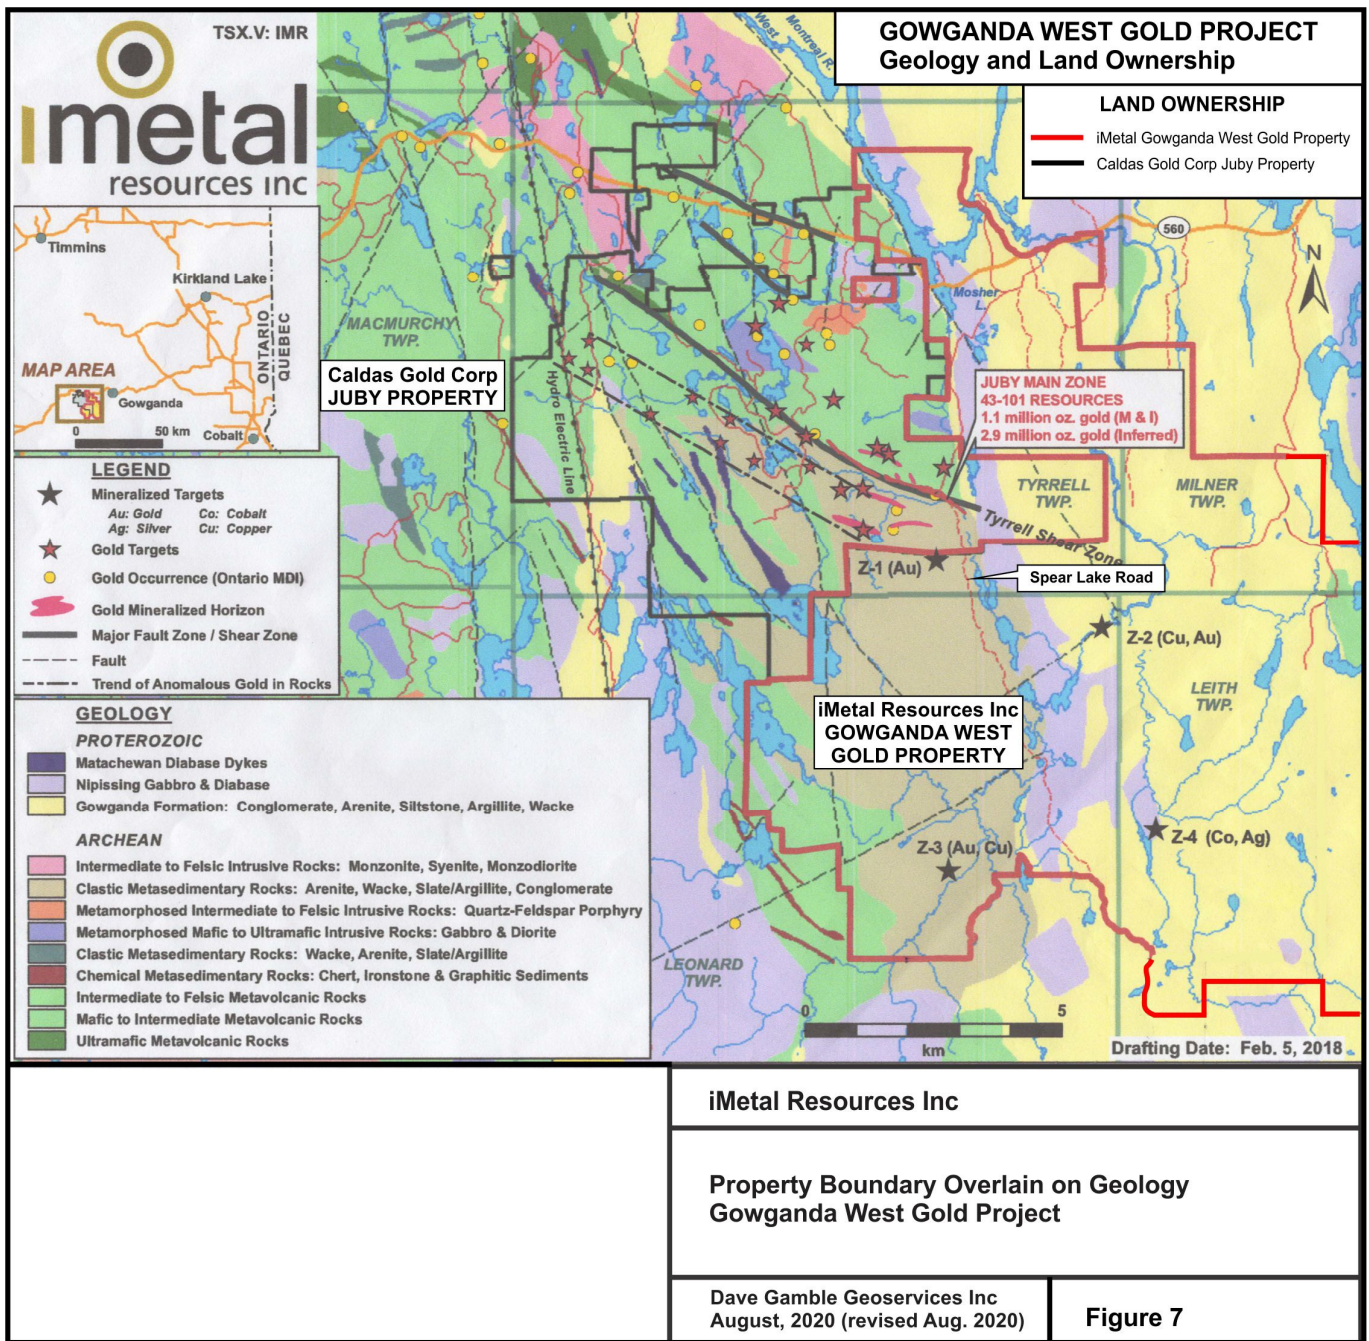 TSX.V: IMR
imetal
resources inc
GOWGANDA WEST GOLD PROJECT
Geology and Land Ownership
LAND OWNERSHIP
iMetal Gowganda West Gold Property
Caldas Gold Corp Juby Property
West
Montreal R.
560
N
Mosher
L.
Timmins
Kirkland Lake
ONTARIO
QUEBEC
MAP AREA
Gowganda
0 50 km
Cobalt
MACMURCHY
TWP.
Caldas Gold Corp
JUBY PROPERTY
Hydro Electric Line
JUBY MAIN ZONE
43-101 RESOURCES
1.1 million oz. gold (M & I)
2.9 million oz. gold (Inferred)
TYRRELL
TWP.
MILNER
TWP.
Tyrrell Shear Zone
Z-1 (Au)
Spear Lake Road
Z-2 (Cu, Au)
LEITH
TWP.
iMetal Resources Inc
GOWGANDA WEST
GOLD PROPERTY
Z-3 (Au, Cu)
Z-4 (Co, Ag)
LEONARD
TWP.
0 5
km
Drafting Date: Feb. 5, 2018
LEGEND
Mineralized Targets
Au: Gold Co: Cobalt
Ag: Silver Cu: Copper
Gold Targets
Gold Occurrence (Ontario MDI)
Gold Mineralized Horizon
Major Fault Zone / Shear Zone
Fault
Trend of Anomalous Gold in Rocks
GEOLOGY
PROTEROZOIC
Matachewan Diabase Dykes
Nipissing Gabbro & Diabase
Gowganda Formation: Conglomerate, Arenite, Siltstone, Argillite, Wacke
ARCHEAN
Intermediate to Felsic Intrusive Rocks: Monzonite, Syenite, Monzodiorite
Clastic Metasedimentary Rocks: Arenite, Wacke, Slate/Argillite, Conglomerate
Metamorphosed Intermediate to Felsic Intrusive Rocks: Quartz-Feldspar Porphyry
Metamorphosed Mafic to Ultramafic Intrusive Rocks: Gabbro & Diorite
Clastic Metasedimentary Rocks: Wacke, Arenite, Slate/Argillite
Chemical Metasedimentary Rocks: Chert, Ironstone & Graphitic Sediments
Intermediate to Felsic Metavolcanic Rocks
Mafic to Intermediate Metavolcanic Rocks
Ultramafic Metavolcanic Rocks
iMetal Resources Inc
Property Boundary Overlain on Geology
Gowganda West Gold Project
Dave Gamble Geoservices Inc
August, 2020 (revised Aug. 2020)
Figure 7